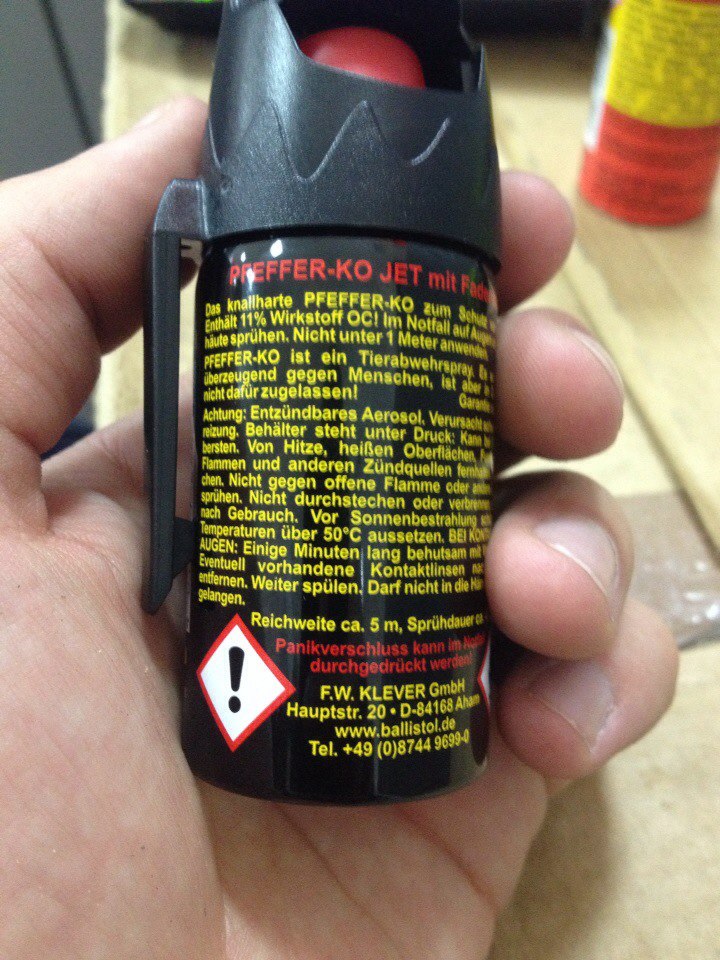 PFEFFER-KO JET mit
Das knallharte PFEFFER-KO zum Schutz
Enthält 11% Wirkstoff OC! Im Notfall auf Augen
häute sprühen. Nicht unter 1 Meter anwenden
PFEFFER-KO ist ein Tierabwehrspray. Es
überzeugend gegen Menschen, ist aber in
nicht dafür zugelassen! Garantie
Achtung: Entzündbares Aerosol, Verursacht
reizung. Behälter steht unter Druck: Kann
bersten. Von Hitze, heißen Oberflächen,
Flammen und anderen Zündquellen
chen. Nicht gegen offene Flamme oder
sprühen. Nicht durchstechen oder
nach Gebrauch. Vor Sonnenbestrahlung
Temperaturen über 50°C aussetzen. BEI
AUGEN: Einige Minuten lang behutsam mit
Eventuell vorhandene Kontaktlinsen
entfernen. Weiter spülen. Darf nicht in die
gelangen.
Reichweite ca. 5 m, Sprühdauer ca.
Panikverschluss kann im
durchgedrückt werden!
F.W. KLEVER GmbH
Hauptstr. 20 • D-84168 Aham
www.ballistol.de
Tel. +49 (0)8744 9699-0